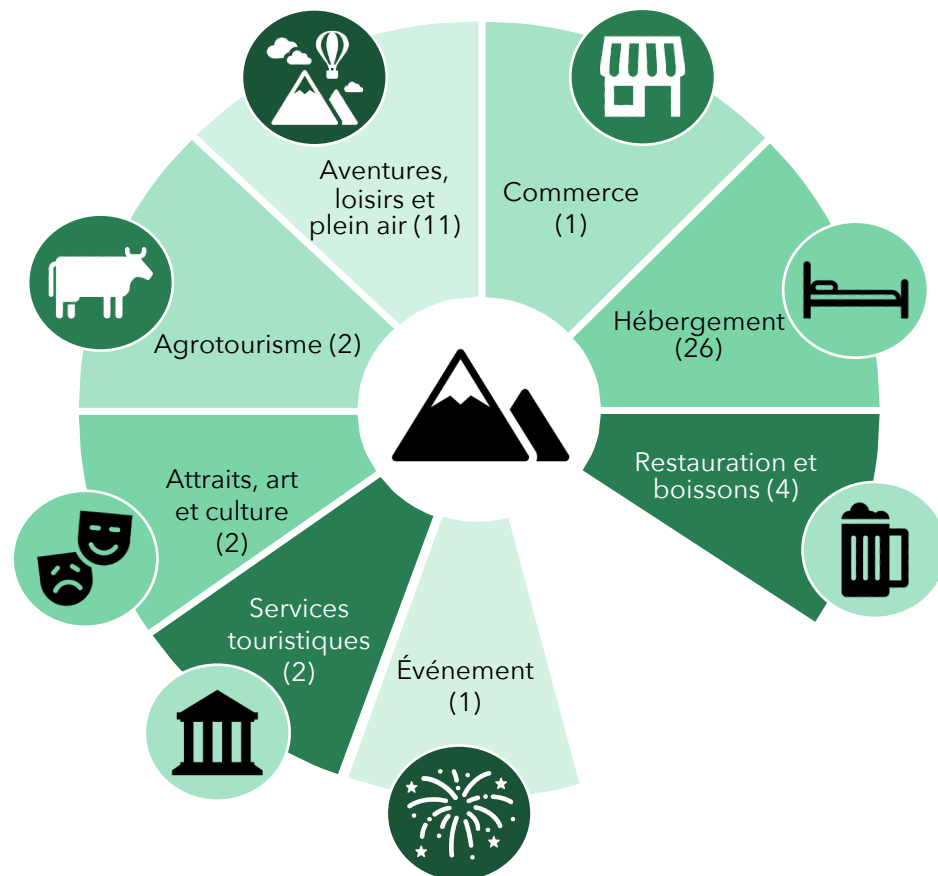 Aventures,
loisirs et
plein air (11)
Commerce
(1)
Hébergement
(26)
Restauration et
boissons (4)
Événement
(1)
Services
touristiques
(2)
Attraits, art
et culture
(2)
Agrotourisme (2)